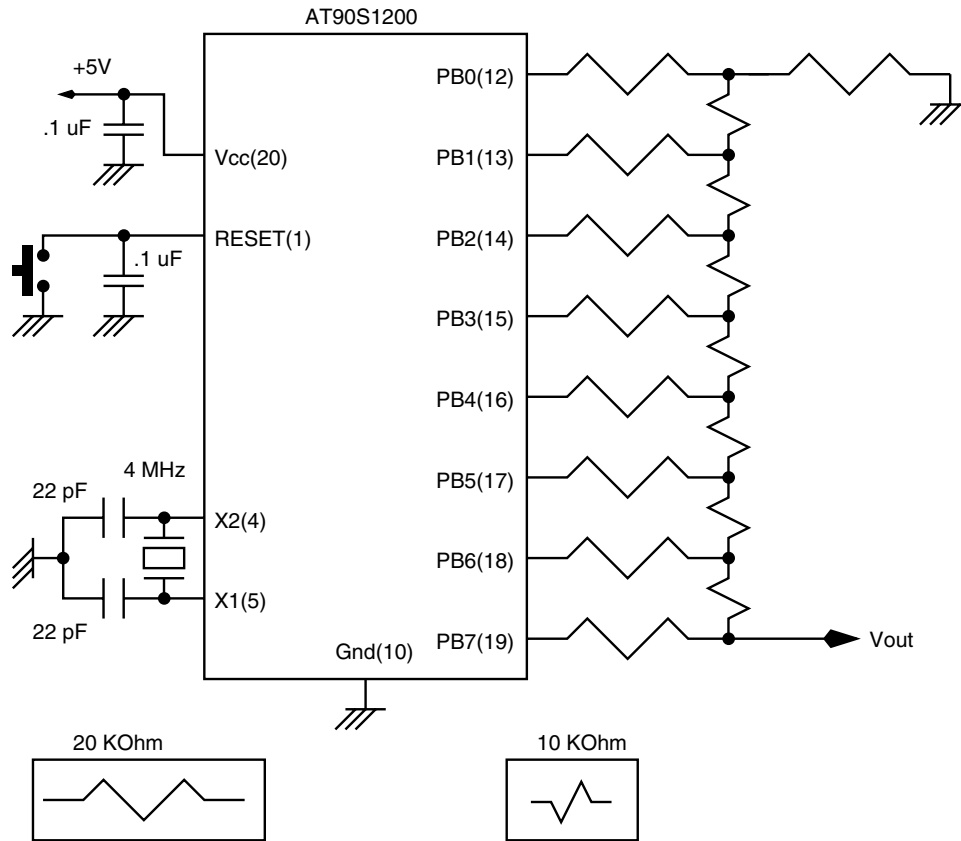 AT90S1200
+5V
.1 uF
Vcc(20)
RESET(1)
.1 uF
4 MHz
22 pF
X2(4)
X1(5)
22 pF
Gnd(10)
PB0(12)
PB1(13)
PB2(14)
PB3(15)
PB4(16)
PB5(17)
PB6(18)
PB7(19)
Vout
20 KOhm
10 KOhm